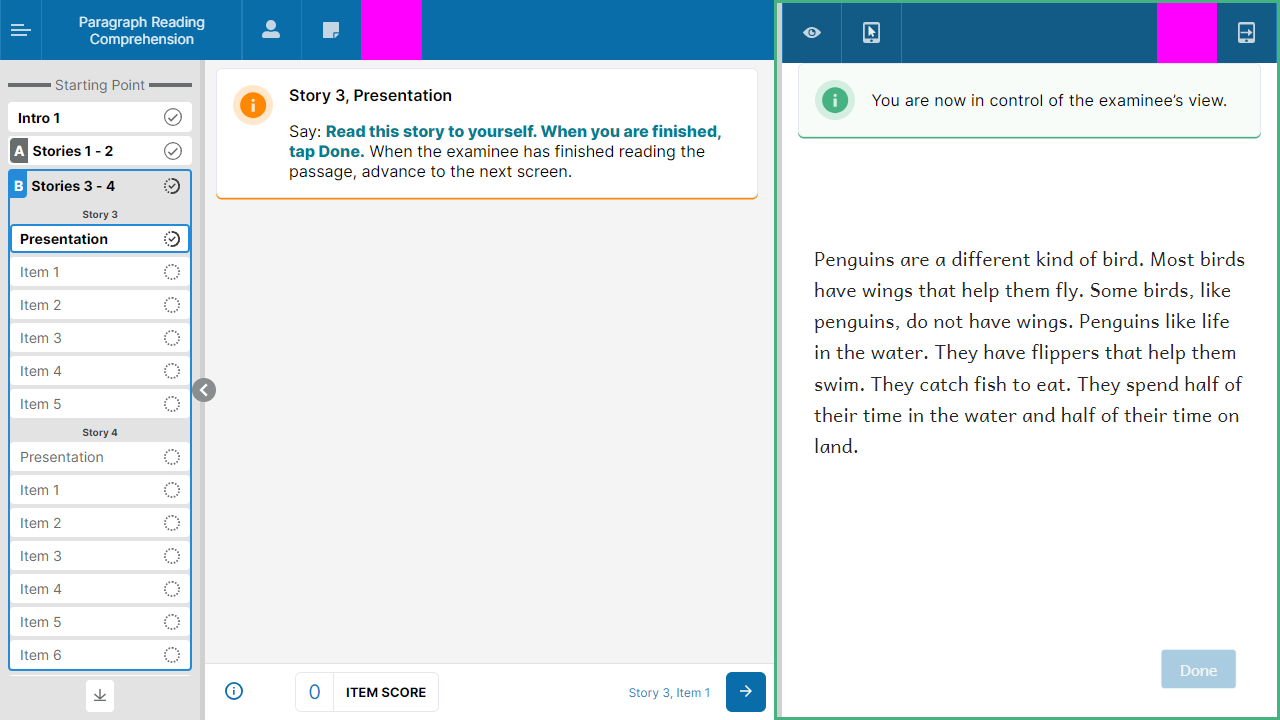 Paragraph Reading
Comprehension
Starting Point
Intro 1
A Stories 1 - 2
B Stories 3 - 4
Story 3
Presentation
Item 1
Item 2
Item 3
Item 4
Item 5
Story 4
Presentation
Item 1
Item 2
Item 3
Item 4
Item 5
Item 6
Story 3, Presentation
Say: Read this story to yourself. When you are finished,
tap Done. When the examinee has finished reading the
passage, advance to the next screen.
0 ITEM SCORE
Story 3, Item 1
You are now in control of the examinee’s view.
Penguins are a different kind of bird. Most birds
have wings that help them fly. Some birds, like
penguins, do not have wings. Penguins like life
in the water. They have flippers that help them
swim. They catch fish to eat. They spend half of
their time in the water and half of their time on
land.
Done